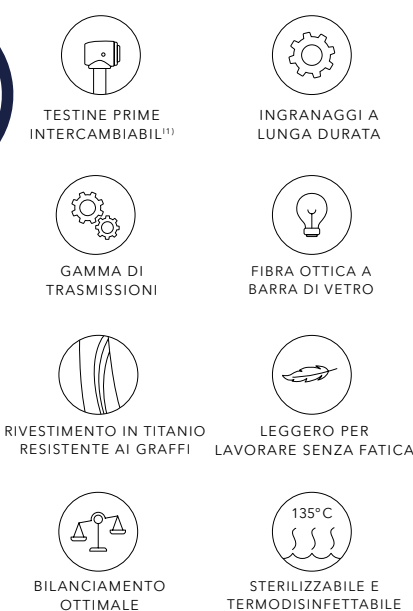 TESTINE PRIME
INTERCAMBIABIL(1)
INGRANAGGI A
LUNGA DURATA
GAMMA DI
TRASMISSIONI
FIBRA OTTICA A
BARRA DI VETRO
RIVESTIMENTO IN TITANIO
RESISTENTE AI GRAFFI
LEGGERO PER
LAVORARE SENZA FATICA
BILANCIAMENTO
OTTIMALE
135°C
STERILIZZABILE E
TERMODISINFETTABILE